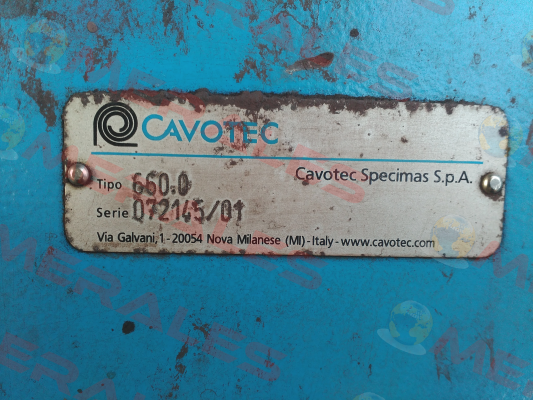 CAVOTEC
Cavotec Specimas S.p.A.
Tipo 660.0
Serie 072145/01
Via Galvani,1-20054 Nova Milanese (MI)-Italy-www.cavotec.com
MERALES